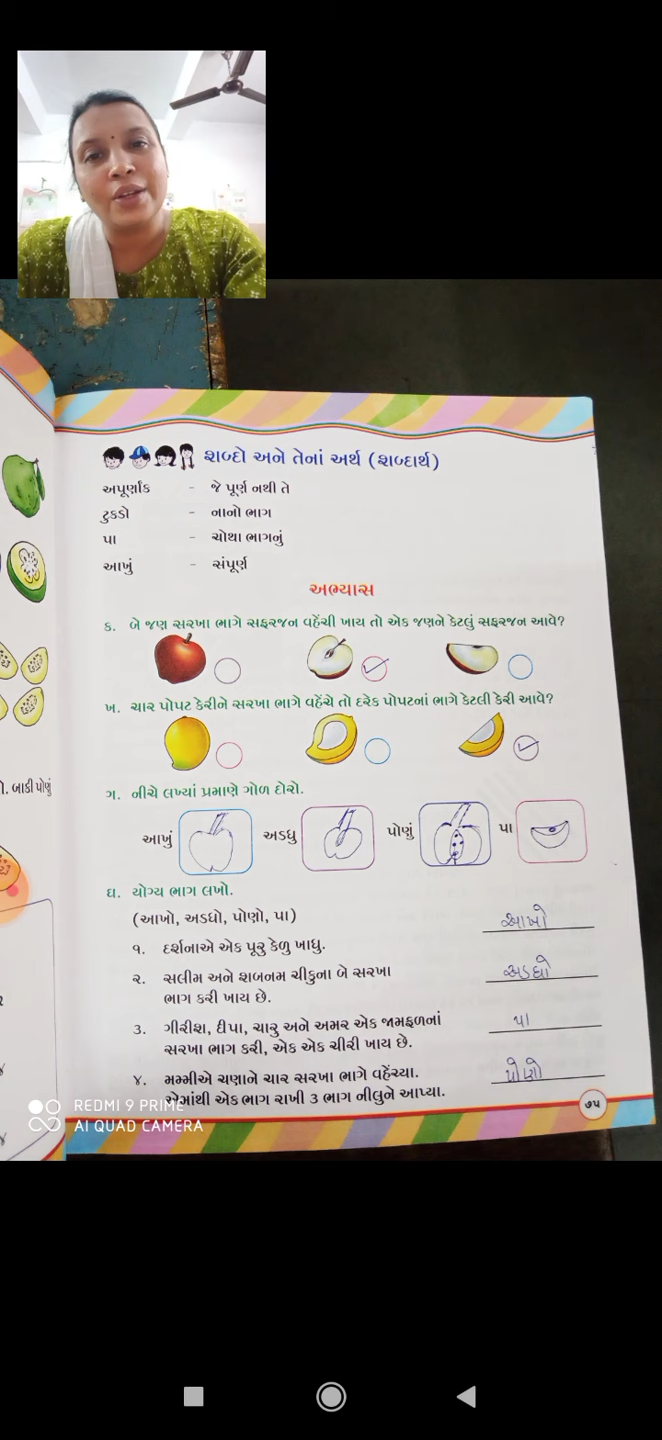 શબ્દો અને તેનાં અર્થ (શબ્દાર્થ)
અપૂર્ણાંક - જે પૂર્ણ નથી તે
ટુકડો - નાનો ભાગ
પા - ચોથા ભાગનું
આખું - સંપૂર્ણ
અભ્યાસ
ક. બે જણ સરખા ભાગે સફરજન વહેંચી ખાય તો એક જણને કેટલું સફરજન આવે?
ખ. ચાર પોપટ કેરીને સરખા ભાગે વહેંચે તો દરેક પોપટનાં ભાગે કેટલી કેરી આવે?
. બાકી પોણું
ગ. નીચે લખ્યાં પ્રમાણે ગોળ દોરો.
આખું અડધુ પોણું પા
ઘ. યોગ્ય ભાગ લખો.
(આખો, અડધો, પોણો, પા)
આખો
૧. દર્શનાએ એક પૂરુ કેળુ ખાધુ.
૨. સલીમ અને શબનમ ચીકુના બે સરખા
અડધો
ભાગ કરી ખાય છે.
૩. ગીરીશ, દીપા, ચારુ અને અમર એક જામફળનાં
પા
સરખા ભાગ કરી, એક એક ચીરી ખાય છે.
૪. મમ્મીએ ચણાને ચાર સરખા ભાગે વહેંચ્યા.
પોણો
એમાંથી એક ભાગ રાખી ૩ ભાગ નીલુને આપ્યા.
૭૫
REDMI 9 PRIME
AI QUAD CAMERA